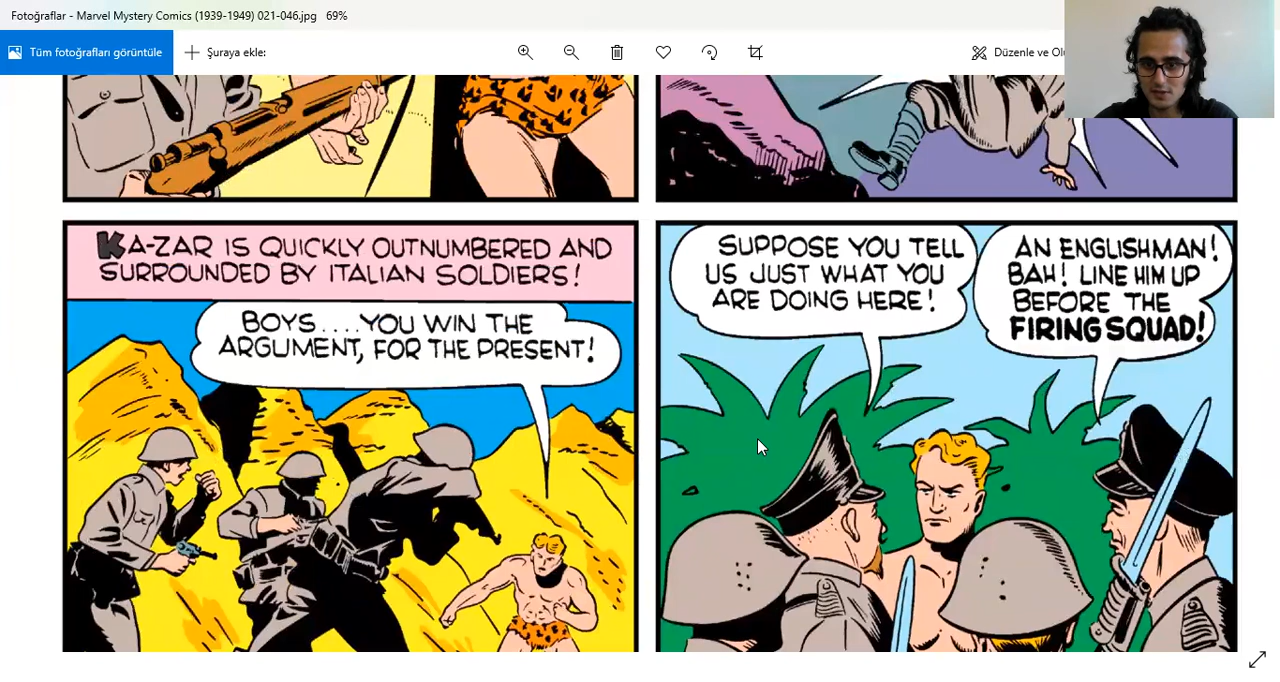 Fotoğraflar - Marvel Mystery Comics (1939-1949) 021-046.jpg 69%
Tüm fotoğrafları görüntüle
Şuraya ekle:
Düzenle ve
KA-ZAR IS QUICKLY OUTNUMBERED AND
SURROUNDED BY ITALIAN SOLDIERS!
BOYS....YOU WIN THE
ARGUMENT, FOR THE PRESENT!
SUPPOSE YOU TELL
US JUST WHAT YOU
ARE DOING HERE!
AN ENGLISHMAN!
BAH! LINE HIM UP
BEFORE THE
FIRING SQUAD!